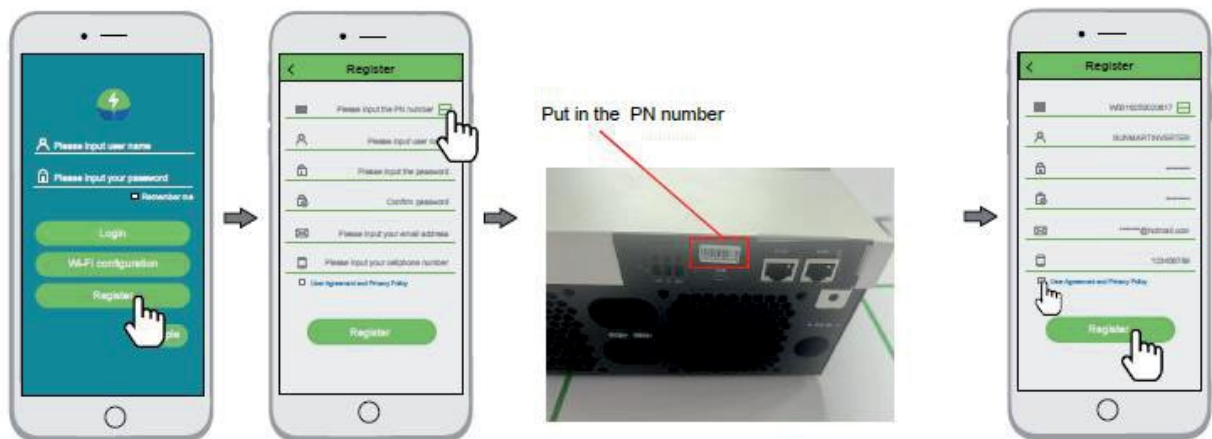 Please input user name
Please input your password
Remember me
Login
Wi-Fi configuration
Register
Register
Please input the PN number
Please input user
Please input the password
Confirm password
Please input your email address
Please input your cellphone number
User Agreement and Privacy Policy
Register
Put in the PN number
Register
SUNMARTINVERTER
********
********
@hotmail.com
User Agreement and Privacy Policy
Register